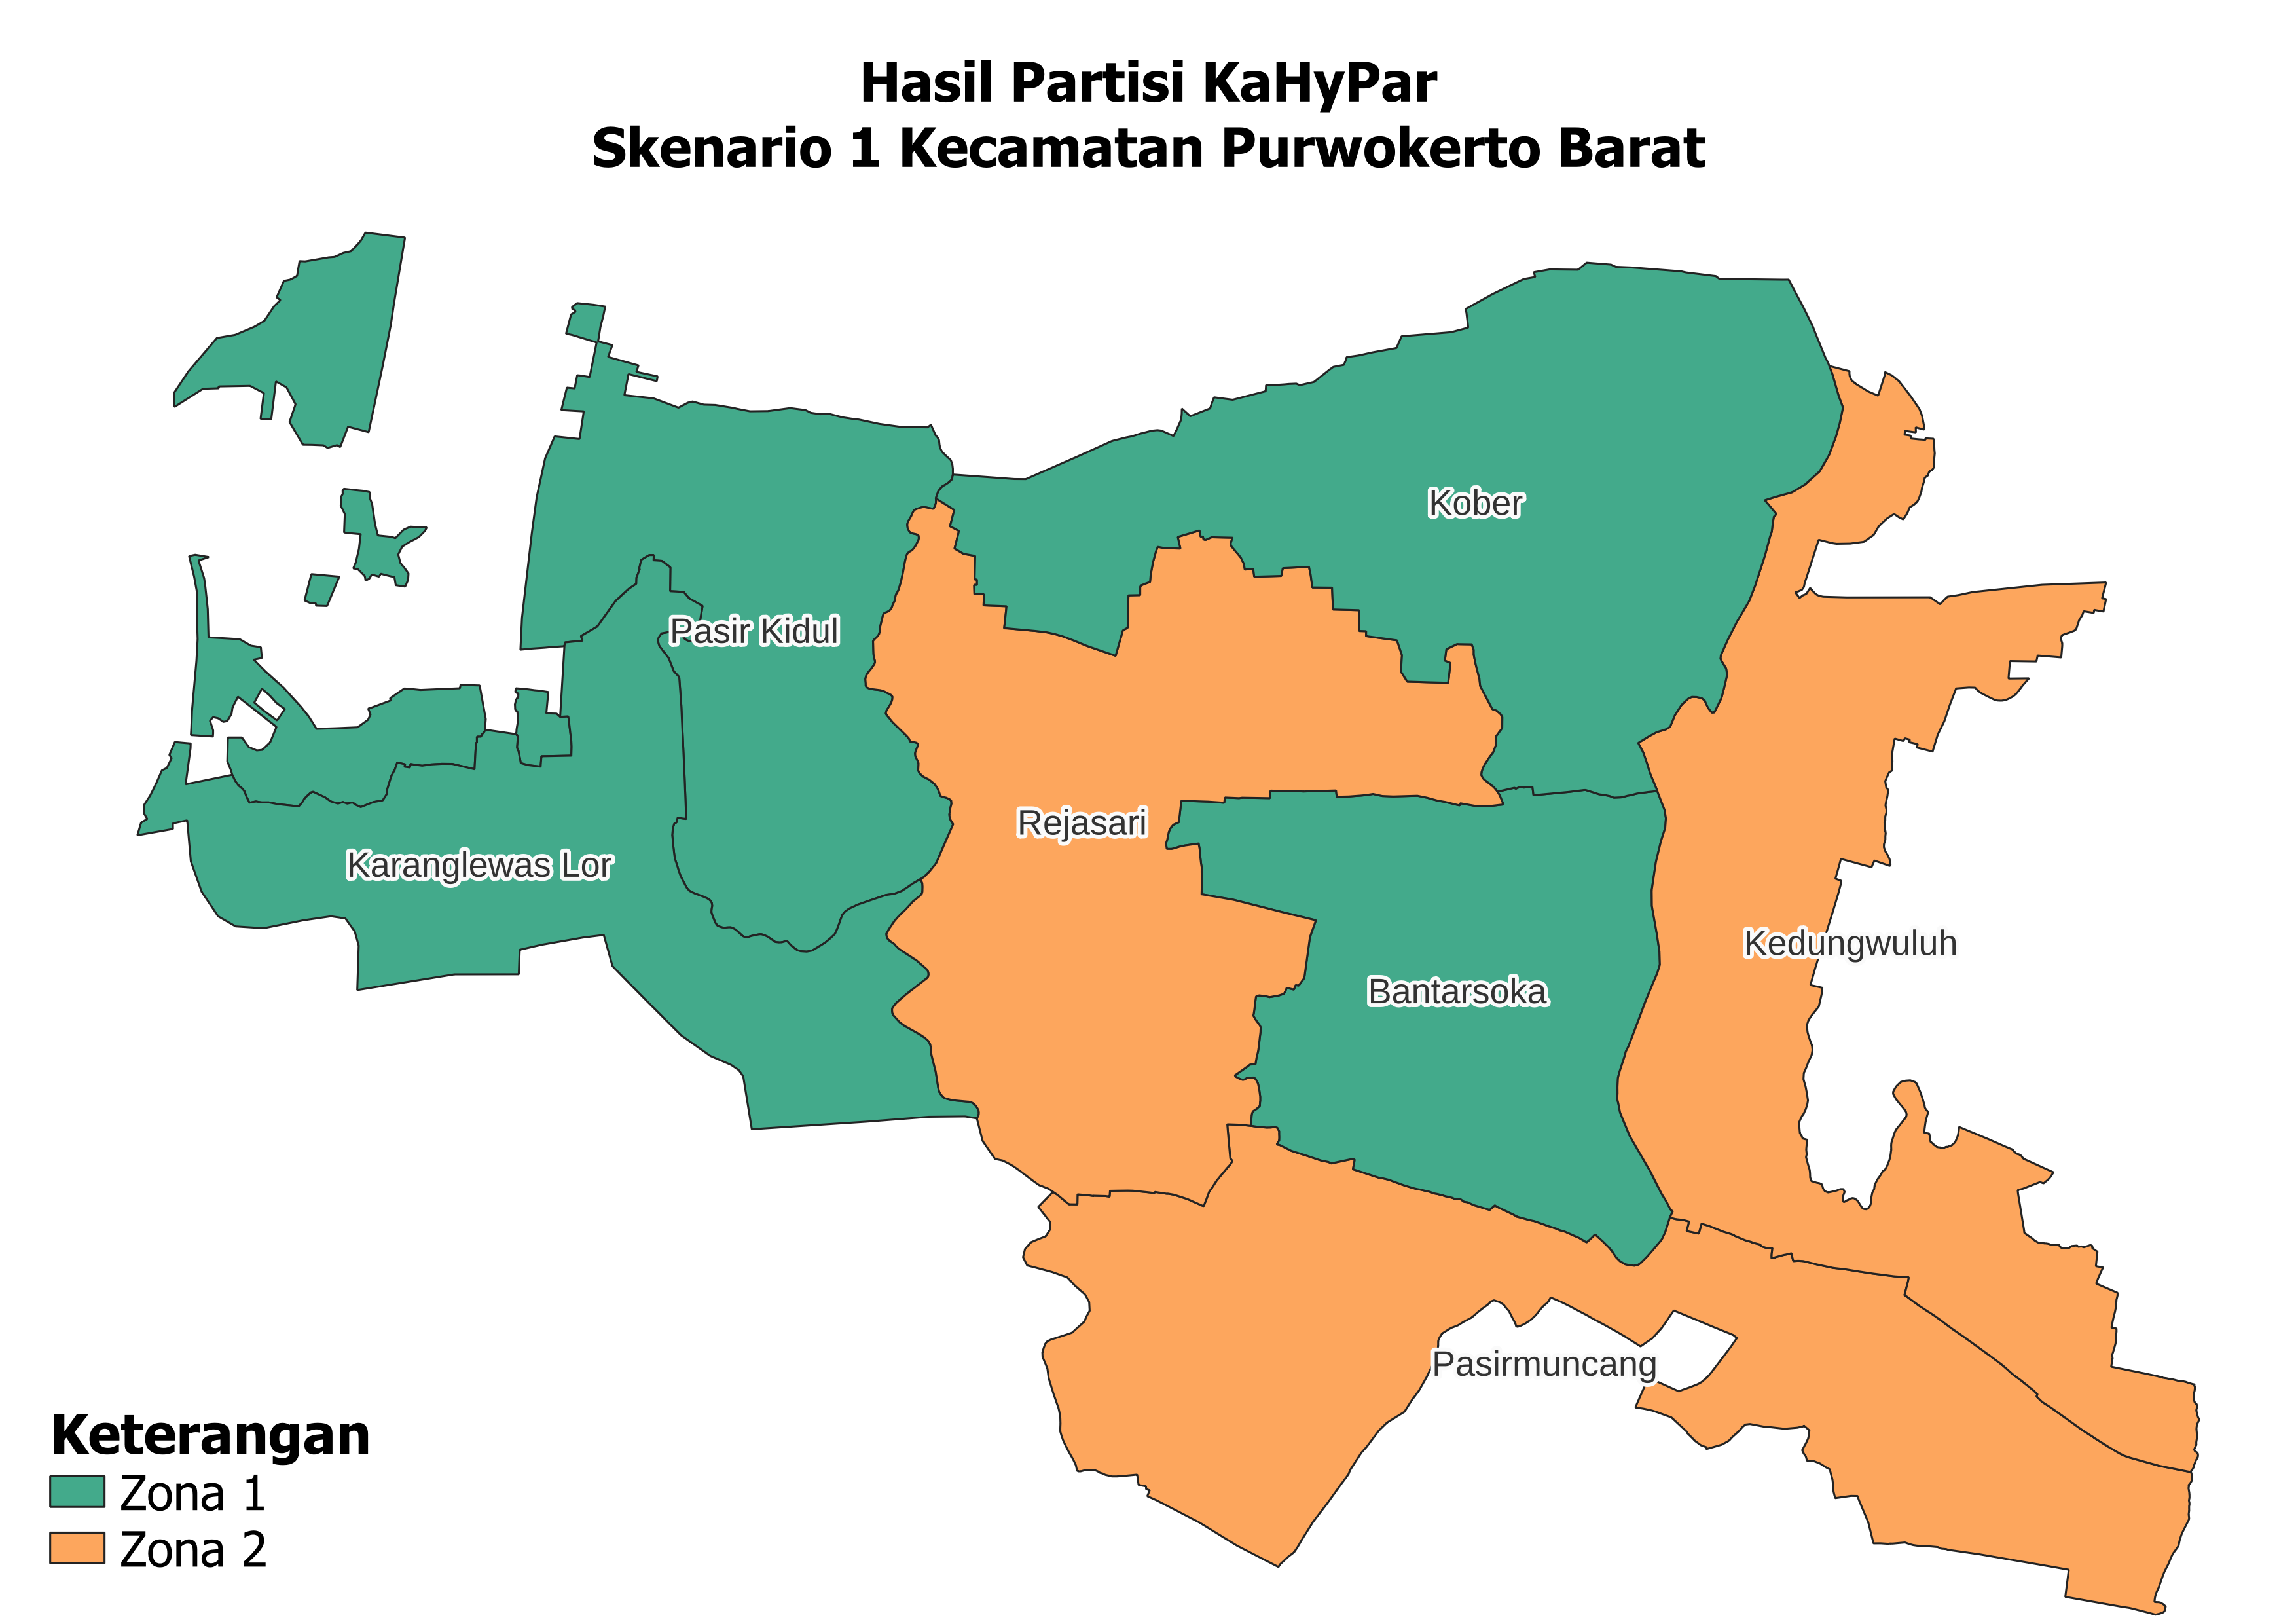 Hasil Partisi KaHyPar
Skenario 1 Kecamatan Purwokerto Barat
Kober
Pasir Kidul
Rejasari
Karanglewas Lor
Kedungwuluh
Bantarsoka
Pasirmuncang
Keterangan
Zona 1
Zona 2